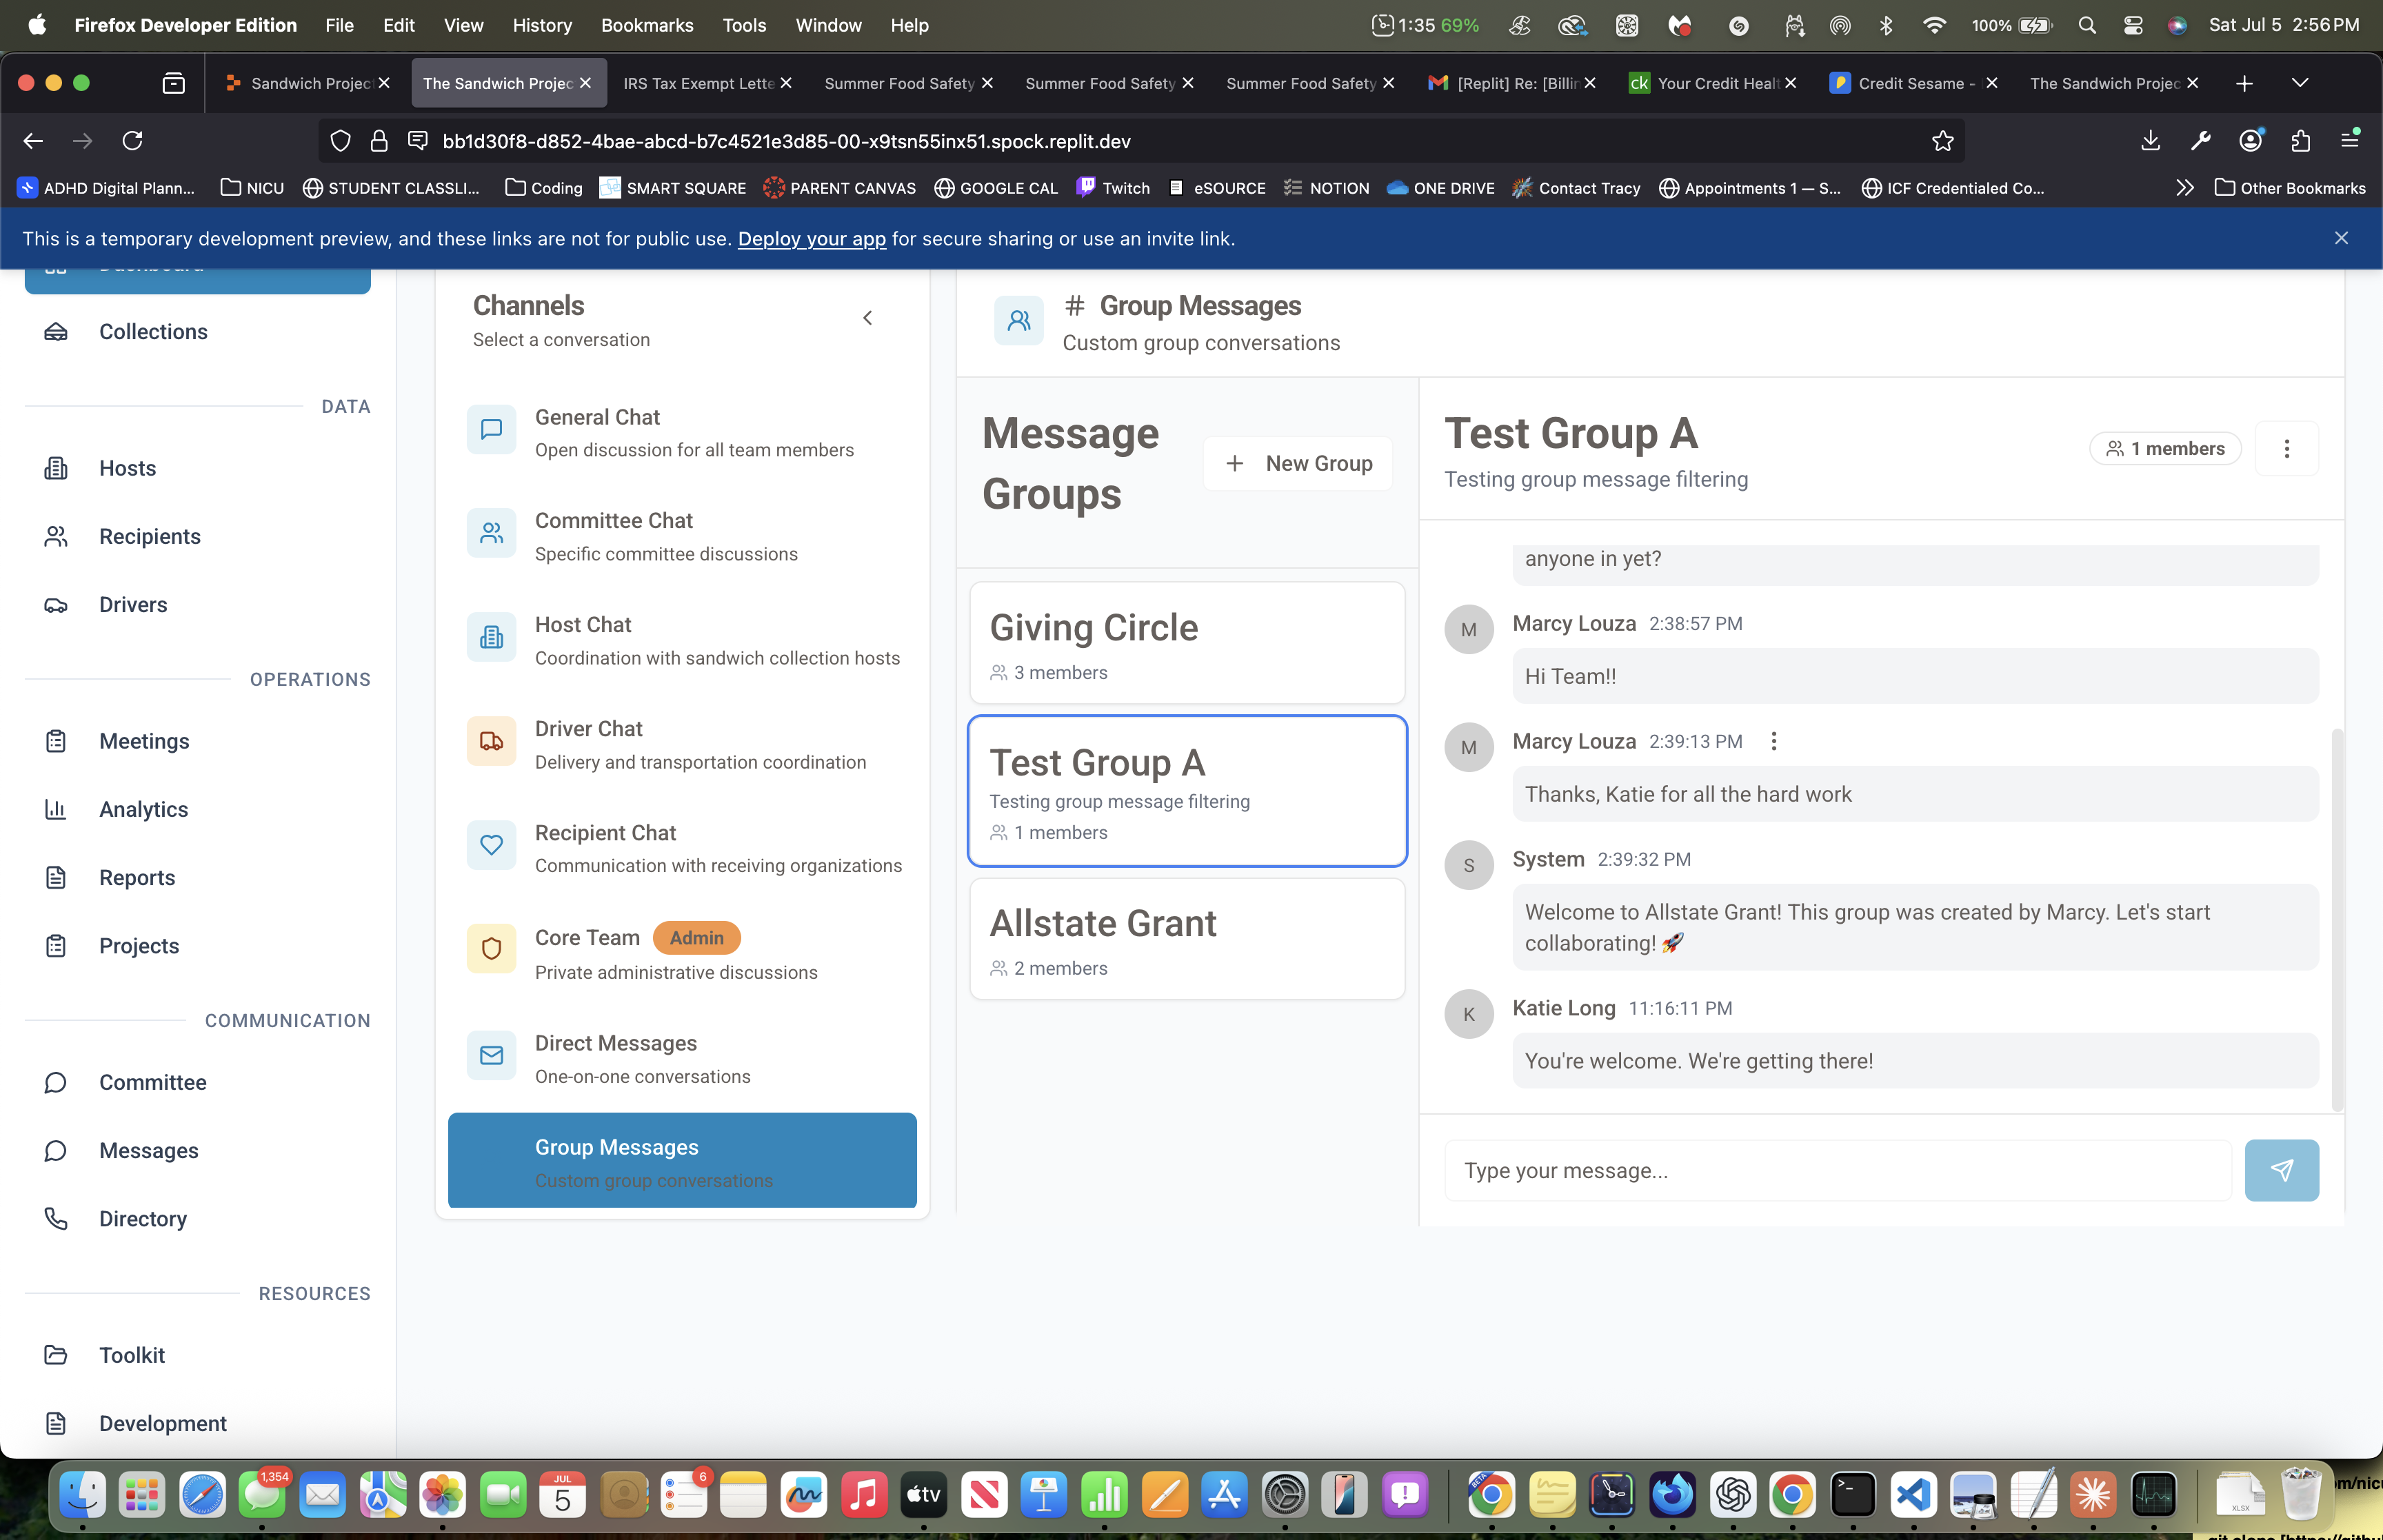 Firefox Developer Edition File Edit View History Bookmarks Tools Window Help 1:35 69% 100% Sat Jul 5 2:56 PM
Sandwich Project The Sandwich Projec IRS Tax Exempt Lette Summer Food Safety Summer Food Safety Summer Food Safety [Replit] Re: [Billin ck Your Credit Healt Credit Sesame - The Sandwich Projec
bb1d30f8-d852-4bae-abcd-b7c4521e3d85-00-x9tsn55inx51.spock.replit.dev
ADHD Digital Plann... NICU STUDENT CLASSLI... Coding SMART SQUARE PARENT CANVAS GOOGLE CAL Twitch eSOURCE NOTION ONE DRIVE Contact Tracy Appointments 1 — S... ICF Credentialed Co... Other Bookmarks
This is a temporary development preview, and these links are not for public use. Deploy your app for secure sharing or use an invite link.
Dashboard
Collections
DATA
Hosts
Recipients
Drivers
OPERATIONS
Meetings
Analytics
Reports
Projects
COMMUNICATION
Committee
Messages
Directory
RESOURCES
Toolkit
Development
Channels
Select a conversation
General Chat
Open discussion for all team members
Committee Chat
Specific committee discussions
Host Chat
Coordination with sandwich collection hosts
Driver Chat
Delivery and transportation coordination
Recipient Chat
Communication with receiving organizations
Core Team Admin
Private administrative discussions
Direct Messages
One-on-one conversations
Group Messages
Custom group conversations
# Group Messages
Custom group conversations
Message
Groups
+ New Group
Giving Circle
3 members
Test Group A
Testing group message filtering
1 members
Allstate Grant
2 members
Test Group A
Testing group message filtering
1 members
anyone in yet?
M Marcy Louza 2:38:57 PM
Hi Team!!
M Marcy Louza 2:39:13 PM
Thanks, Katie for all the hard work
S System 2:39:32 PM
Welcome to Allstate Grant! This group was created by Marcy. Let's start
collaborating! 🚀
K Katie Long 11:16:11 PM
You're welcome. We're getting there!
Type your message...
1,354 JUL 5 6 tv BETA XLSX